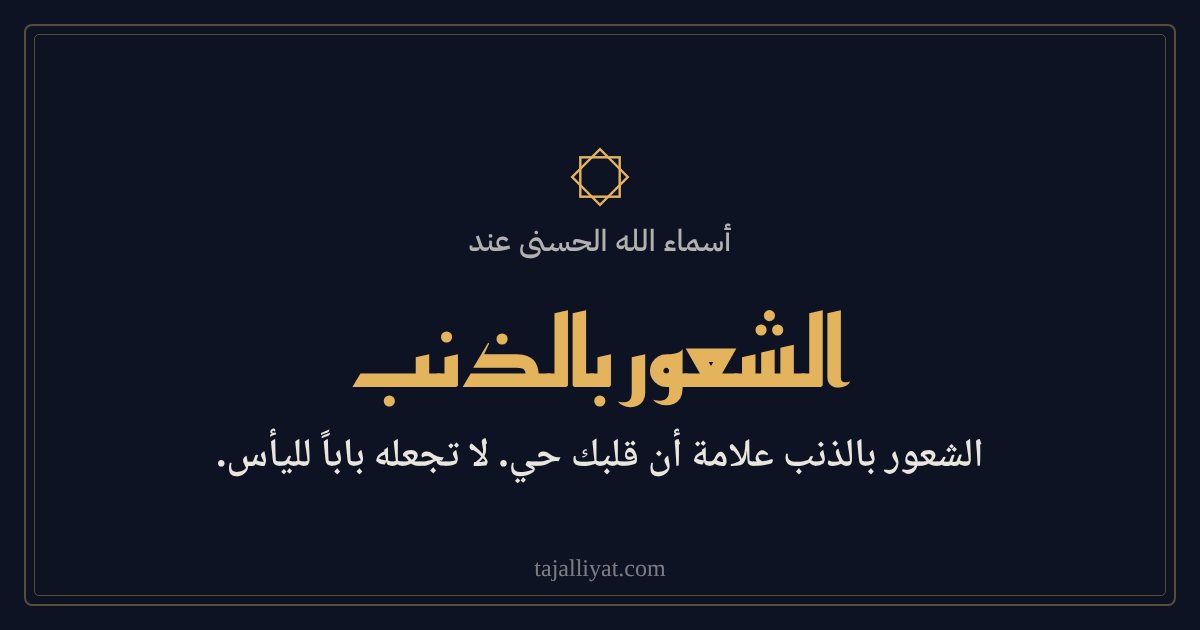 أسماء الله الحسنى عند
الشعور بالذنب
الشعور بالذنب علامة أن قلبك حي. لا تجعله باباً لليأس.
tajalliyat.com